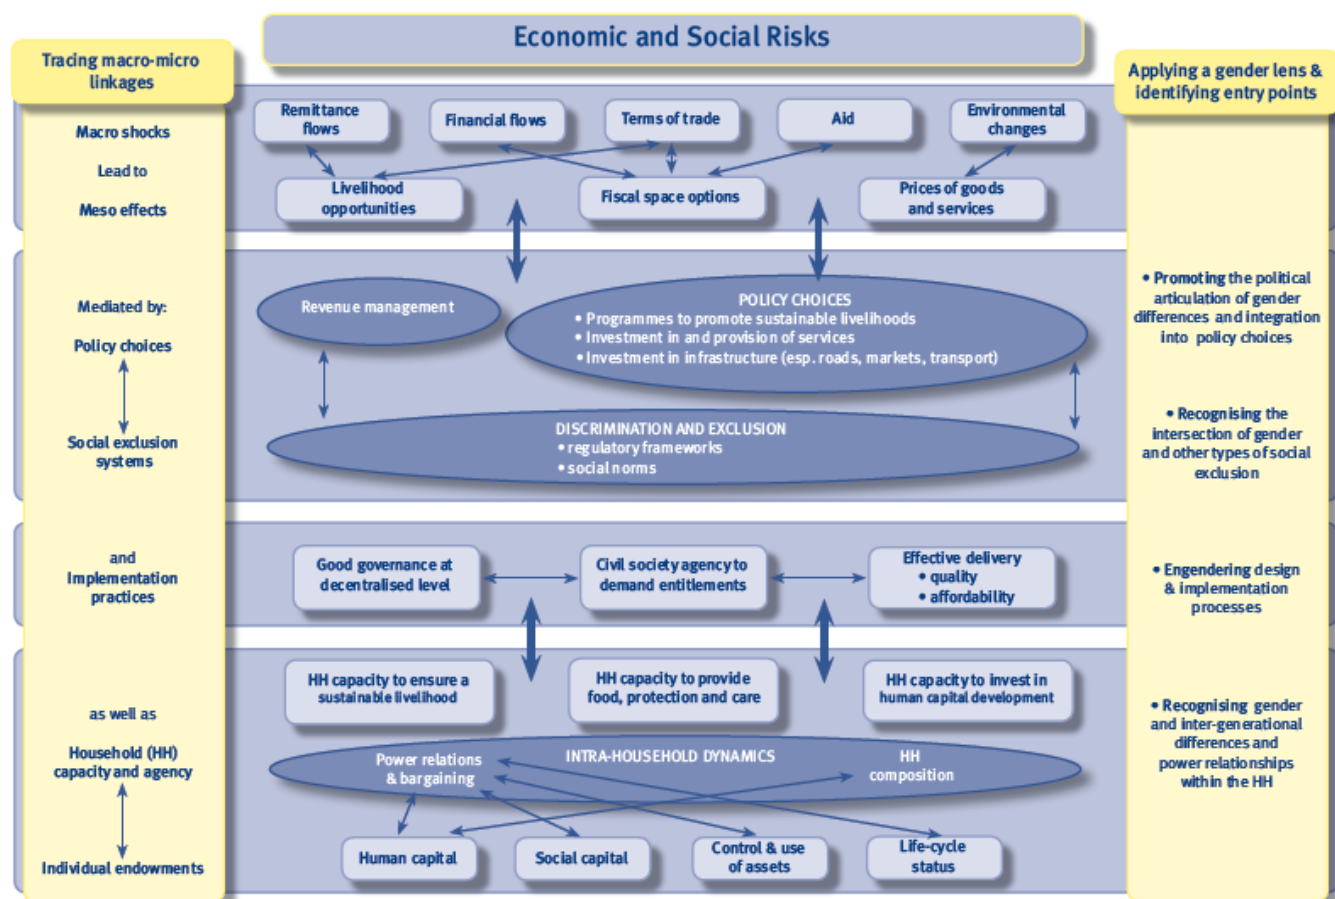 Economic and Social Risks
Tracing macro-micro
linkages
Macro shocks
Lead to
Meso effects
Mediated by:
Policy choices
Social exclusion
systems
and
Implementation
practices
as well as
Household (HH)
capacity and agency
Individual endowments
Remittance
flows
Financial flows
Terms of trade
Aid
Environmental
changes
Livelihood
opportunities
Fiscal space options
Prices of goods
and services
Revenue management
POLICY CHOICES
• Programmes to promote sustainable livelihoods
• Investment in and provision of services
• Investment in infrastructure (esp. roads, markets, transport)
DISCRIMINATION AND EXCLUSION
• regulatory frameworks
• social norms
Good governance at
decentralised level
Civil society agency to
demand entitlements
Effective delivery
• quality
• affordability
HH capacity to ensure a
sustainable livelihood
HH capacity to provide
food, protection and care
HH capacity to invest in
human capital development
INTRA-HOUSEHOLD DYNAMICS
Power relations
& bargaining
HH
composition
Human capital
Social capital
Control & use
of assets
Life-cycle
status
Applying a gender lens &
identifying entry points
• Promoting the political
articulation of gender
differences and integration
into policy choices
• Recognising the
intersection of gender
and other types of social
exclusion
• Engendering design
& implementation
processes
• Recognising gender
and inter-generational
differences and
power relationships
within the HH